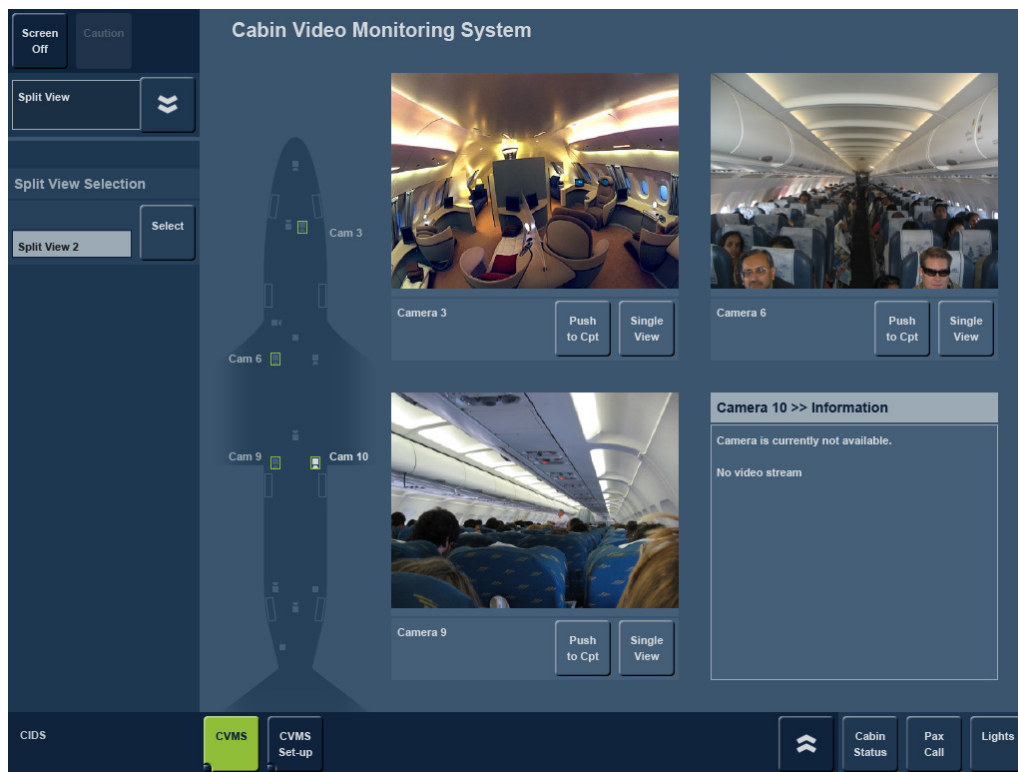 Screen
Off
Caution
Cabin Video Monitoring System
Split View
Split View Selection
Select
Split View 2
Cam 3
Cam 6
Cam 9
Cam 10
Camera 3
Push
to Cpt
Single
View
Camera 6
Push
to Cpt
Single
View
Camera 9
Push
to Cpt
Single
View
Camera 10 >> Information
Camera is currently not available.
No video stream
CIDS
CVMS
CVMS
Set-up
Cabin
Status
Pax
Call
Lights